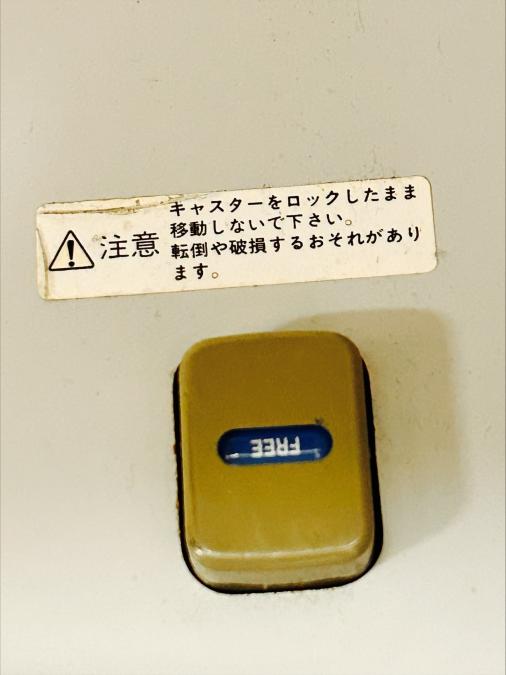 注意
キャスターをロックしたまま
移動しないで下さい。
転倒や破損するおそれがあり
ます。
FREE